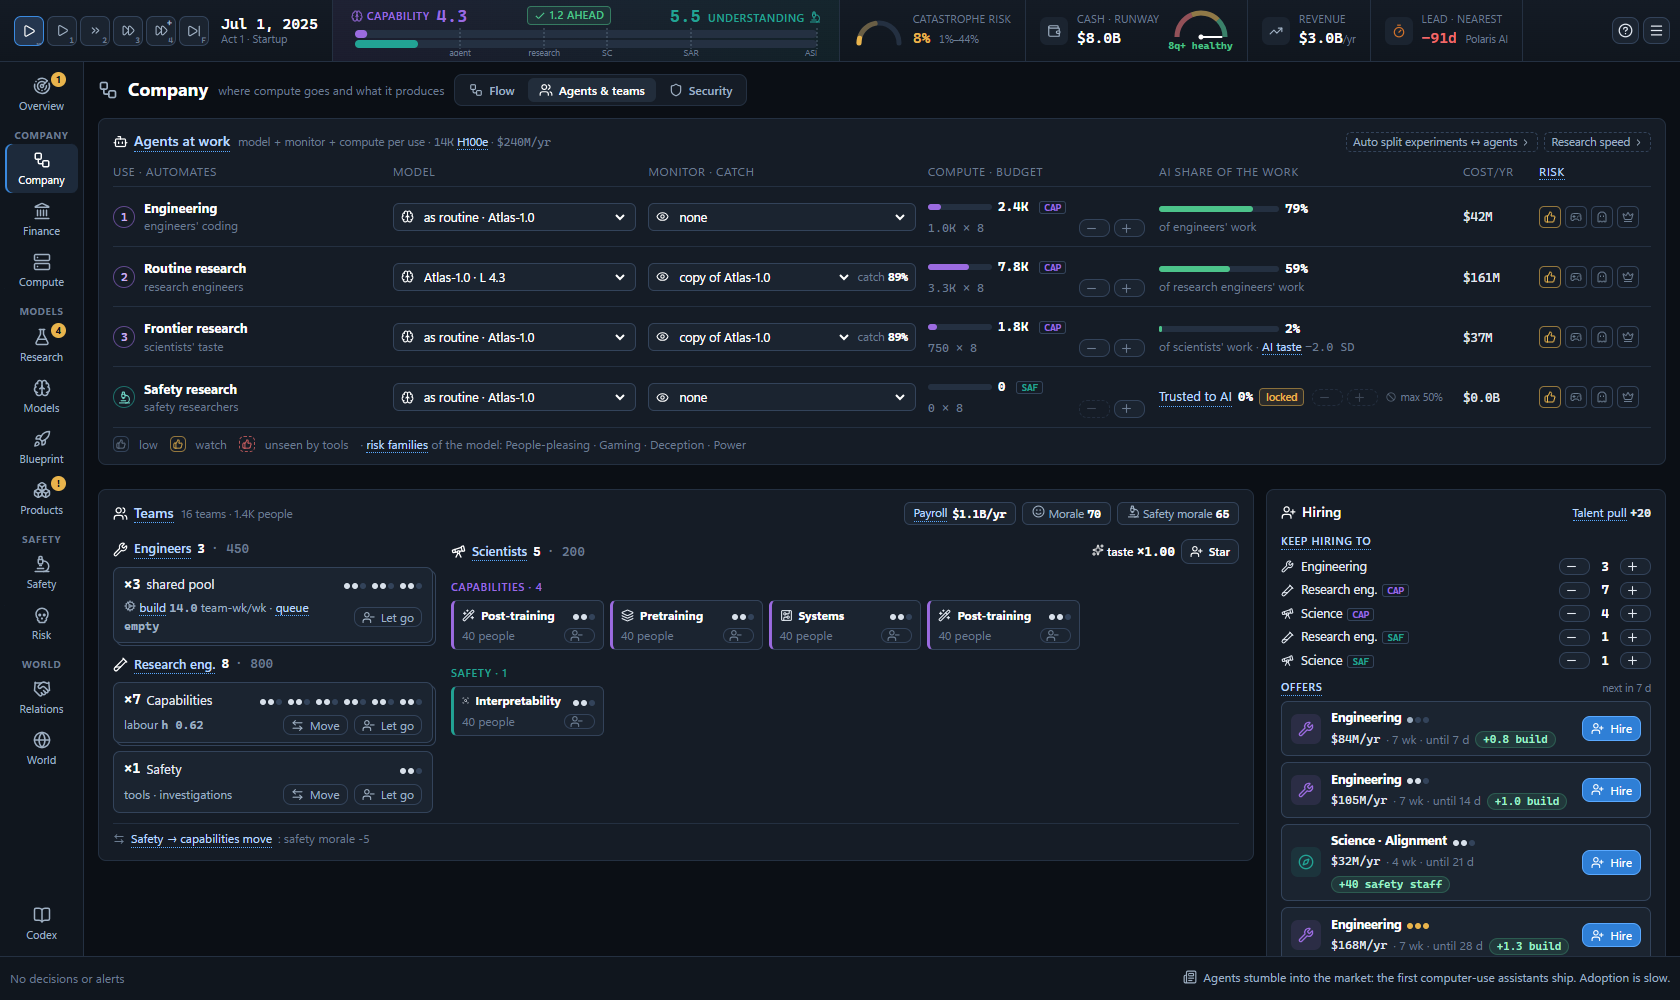 Jul 1, 2025
Act 1 · Startup
1
2
3
4
F
CAPABILITY 4.3
1.2 AHEAD
5.5 UNDERSTANDING
agent
research
SC
SAR
ASI
CATASTROPHE RISK
8% 1%–44%
CASH · RUNWAY
$8.0B
8q+ healthy
REVENUE
$3.0B/yr
LEAD · NEAREST
−91d Polaris AI
1
Overview
COMPANY
Company
Finance
Compute
MODELS
4
Research
Models
Blueprint
!
Products
SAFETY
Safety
Risk
WORLD
Relations
World
Codex
Company where compute goes and what it produces
Flow
Agents & teams
Security
Agents at work model + monitor + compute per use · 14K H100e · $240M/yr
Auto split experiments ↔ agents ›
Research speed ›
USE · AUTOMATES
MODEL
MONITOR · CATCH
COMPUTE · BUDGET
AI SHARE OF THE WORK
COST/YR
RISK
1
Engineering
engineers' coding
as routine · Atlas-1.0
none
2.4K CAP
1.0K × 8
− +
79%
of engineers' work
$42M
2
Routine research
research engineers
Atlas-1.0 · L 4.3
copy of Atlas-1.0
catch 89%
7.8K CAP
3.3K × 8
− +
59%
of research engineers' work
$161M
3
Frontier research
scientists' taste
as routine · Atlas-1.0
copy of Atlas-1.0
catch 89%
1.8K CAP
750 × 8
− +
2%
of scientists' work · AI taste −2.0 SD
$37M
Safety research
safety researchers
as routine · Atlas-1.0
none
0 SAF
0 × 8
− +
Trusted to AI 0% locked − + max 50%
$0.0B
low watch unseen by tools · risk families of the model: People-pleasing · Gaming · Deception · Power
Teams 16 teams · 1.4K people
Payroll $1.1B/yr
Morale 70
Safety morale 65
Engineers 3 · 450
×3 shared pool
build 14.0 team-wk/wk · queue
empty
Let go
Research eng. 8 · 800
×7 Capabilities
labour h 0.62
Move
Let go
×1 Safety
tools · investigations
Move
Let go
Scientists 5 · 200
taste ×1.00
Star
CAPABILITIES · 4
Post-training
40 people
Pretraining
40 people
Systems
40 people
Post-training
40 people
SAFETY · 1
Interpretability
40 people
Safety → capabilities move : safety morale -5
Hiring
Talent pull +20
KEEP HIRING TO
Engineering − 3 +
Research eng. CAP − 7 +
Science CAP − 4 +
Research eng. SAF − 1 +
Science SAF − 1 +
OFFERS
next in 7 d
Engineering
$84M/yr · 7 wk · until 7 d +0.8 build
Hire
Engineering
$105M/yr · 7 wk · until 14 d +1.0 build
Hire
Science · Alignment
$32M/yr · 4 wk · until 21 d
+40 safety staff
Hire
Engineering
$168M/yr · 7 wk · until 28 d +1.3 build
Hire
No decisions or alerts
Agents stumble into the market: the first computer-use assistants ship. Adoption is slow.